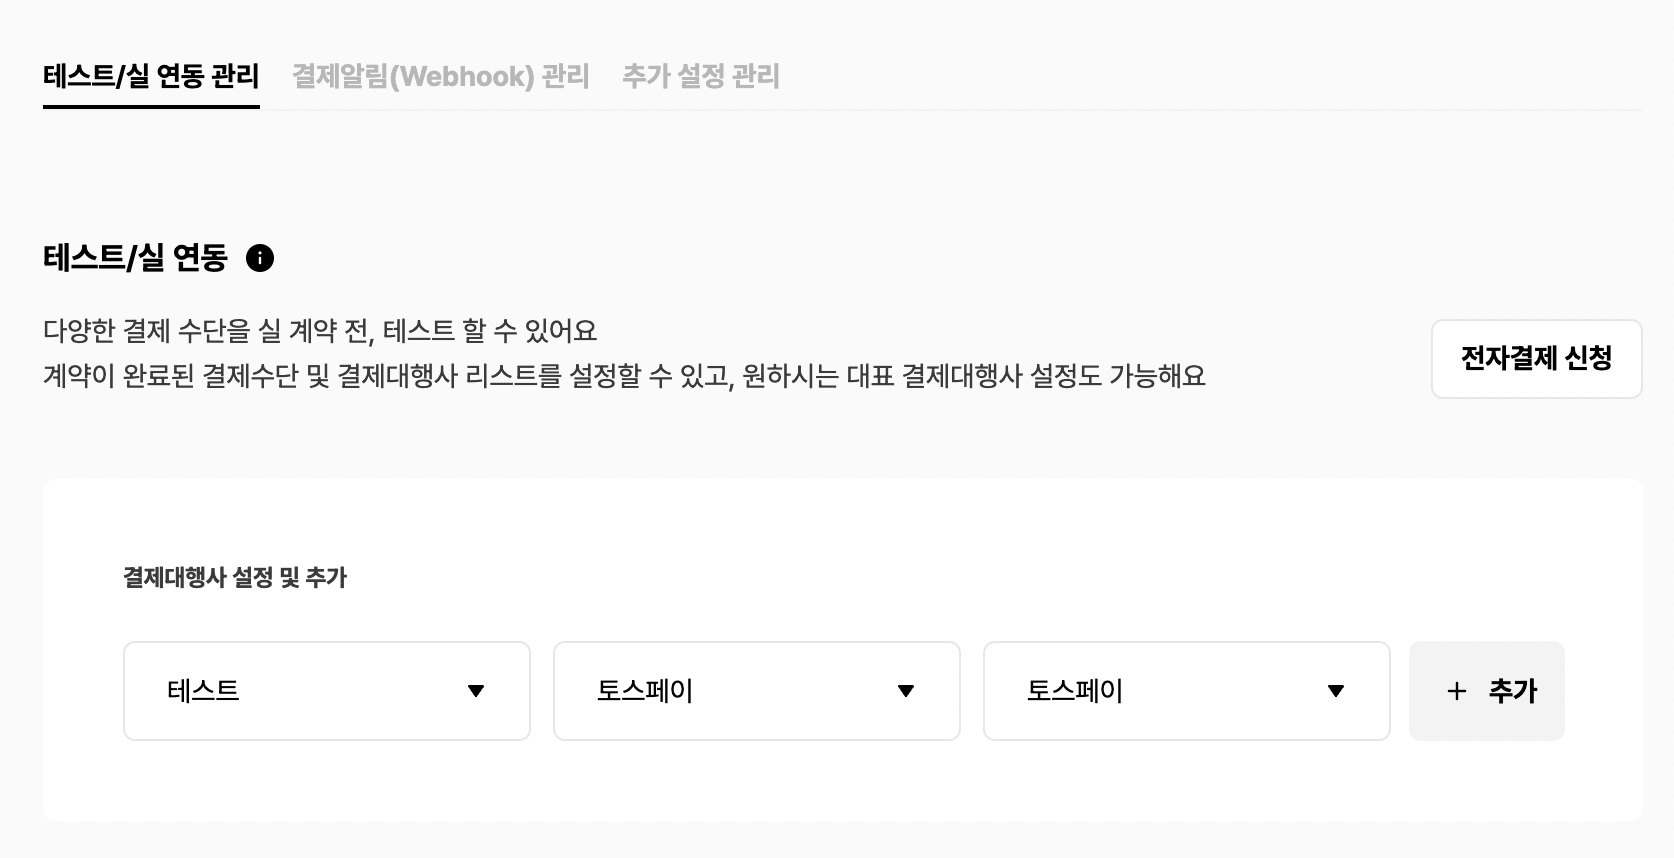 테스트/실 연동 관리 결제알림(Webhook) 관리 추가 설정 관리
테스트/실 연동
다양한 결제 수단을 실 계약 전, 테스트 할 수 있어요
계약이 완료된 결제수단 및 결제대행사 리스트를 설정할 수 있고, 원하시는 대표 결제대행사 설정도 가능해요
전자결제 신청
결제대행사 설정 및 추가
테스트 토스페이 토스페이 + 추가